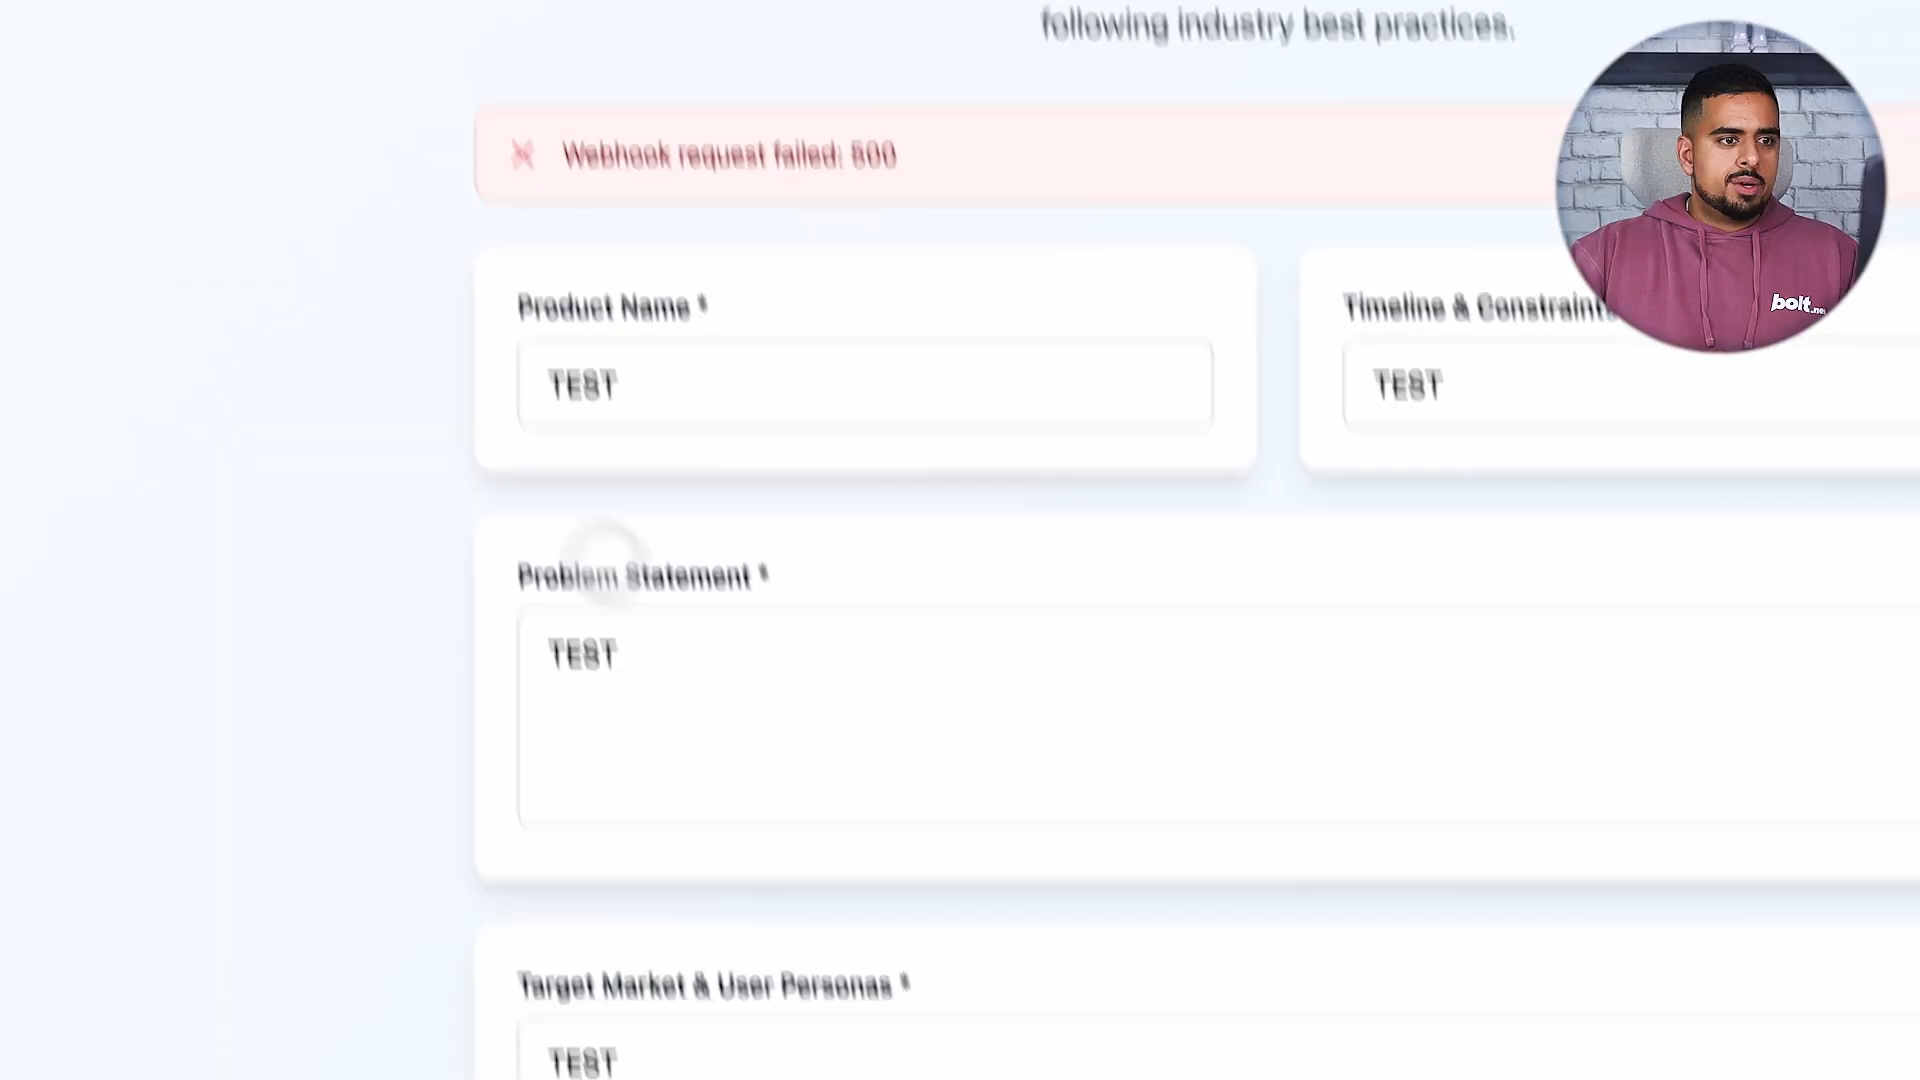 following industry best practices.
Webhook request failed: 500
Product Name *
TEST
Timeline & Constraints
TEST
bolt.new
Problem Statement *
TEST
Target Market & User Personas *
TEST